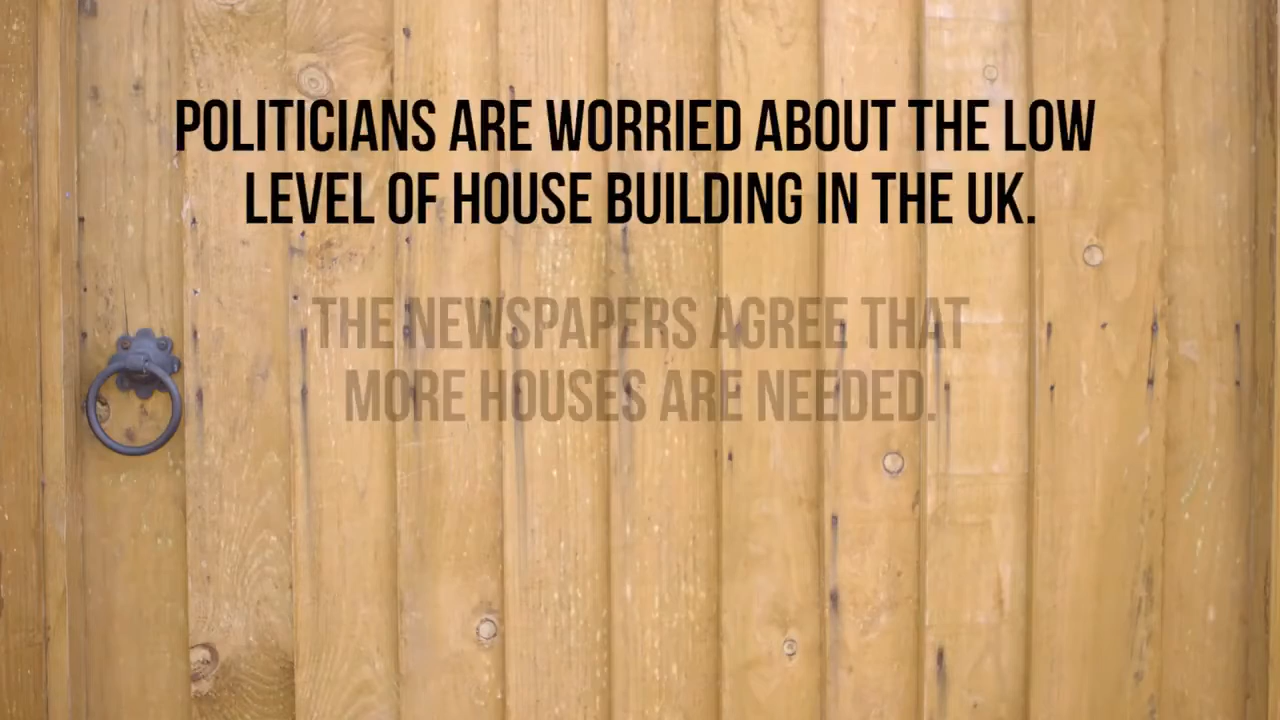 POLITICIANS ARE WORRIED ABOUT THE LOW
LEVEL OF HOUSE BUILDING IN THE UK.
THE NEWSPAPERS AGREE THAT
MORE HOUSES ARE NEEDED.